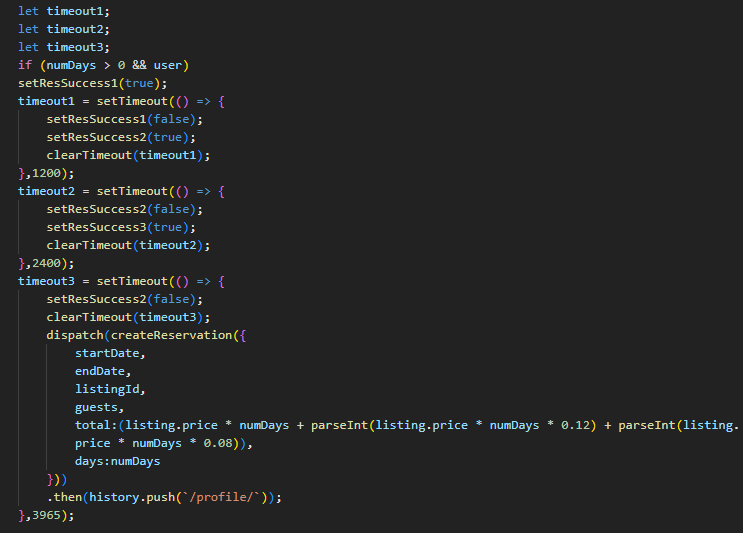 let timeout1;
let timeout2;
let timeout3;
if (numDays > 0 && user)
setResSuccess1(true);
timeout1 = setTimeout(() => {
    setResSuccess1(false);
    setResSuccess2(true);
    clearTimeout(timeout1);
},1200);
timeout2 = setTimeout(() => {
    setResSuccess2(false);
    setResSuccess3(true);
    clearTimeout(timeout2);
},2400);
timeout3 = setTimeout(() => {
    setResSuccess2(false);
    clearTimeout(timeout3);
    dispatch(createReservation({
        startDate,
        endDate,
        listingId,
        guests,
        total:(listing.price * numDays + parseInt(listing.price * numDays * 0.12) + parseInt(listing.
        price * numDays * 0.08)),
        days:numDays
    }))
    .then(history.push(`/profile/`));
},3965);